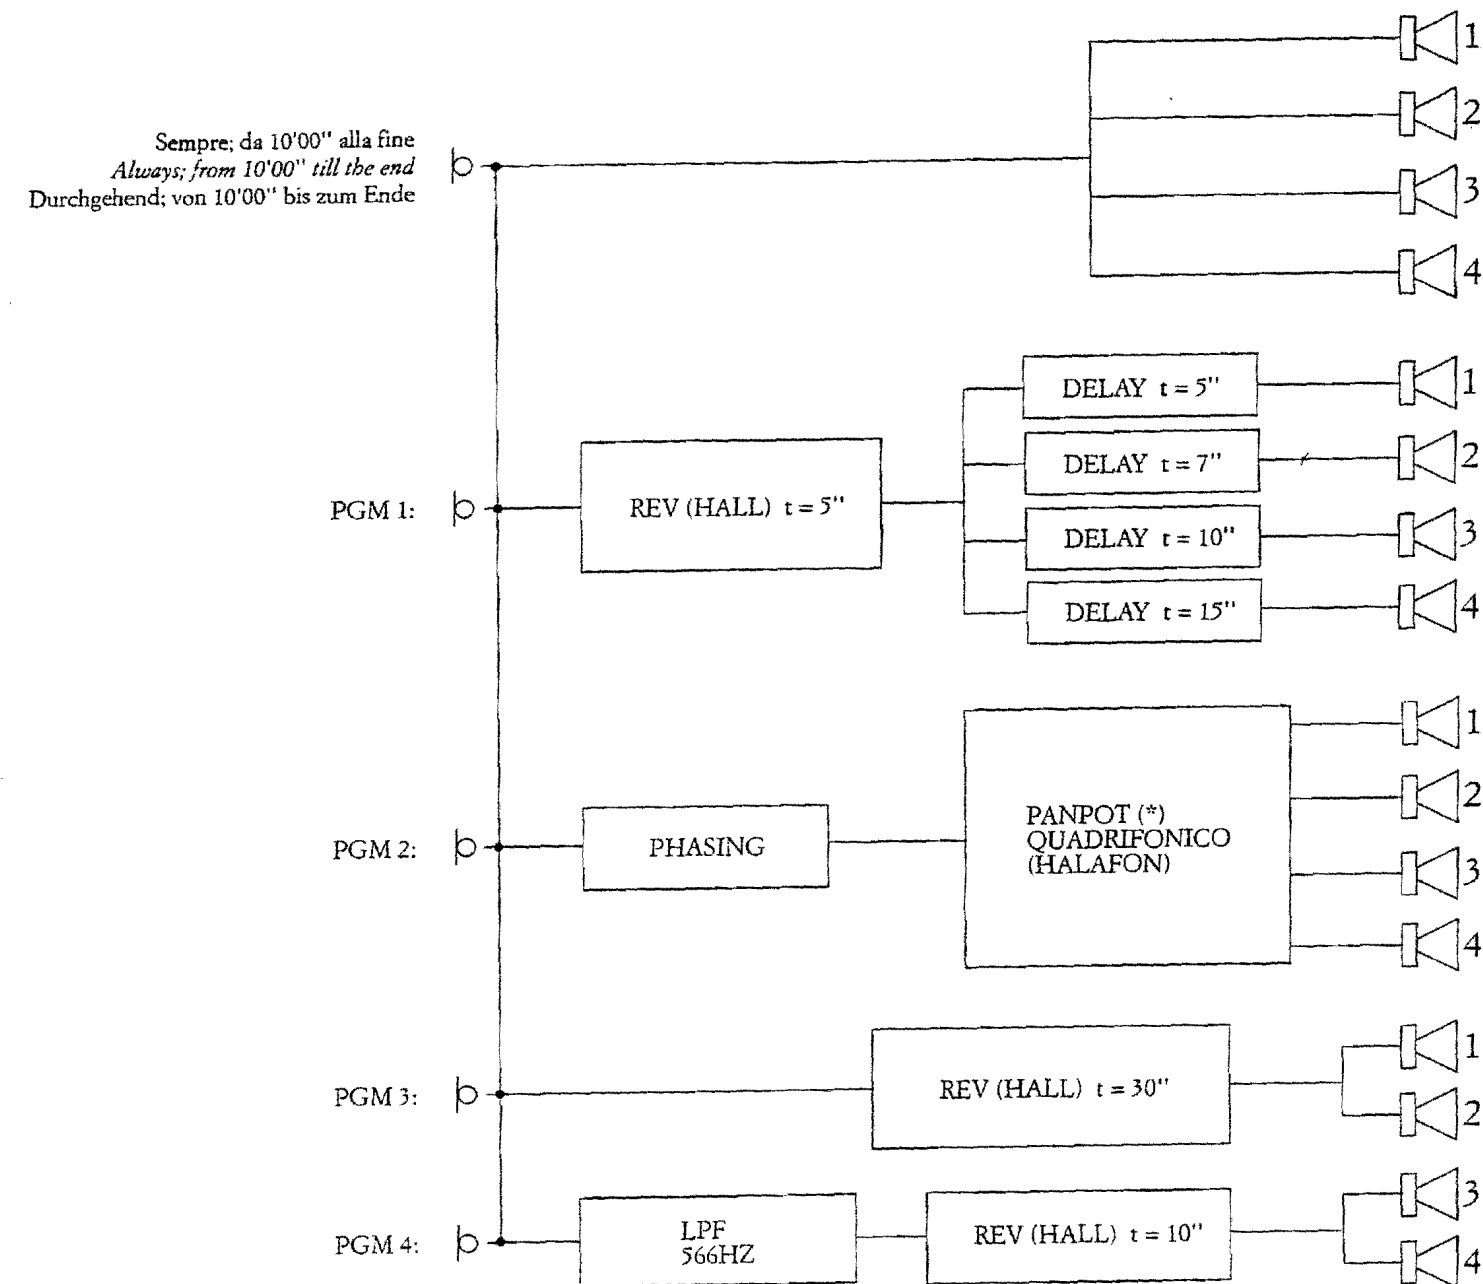 1
2
Sempre; da 10'00" alla fine
Always; from 10'00" till the end
Durchgehend; von 10'00" bis zum Ende
3
4
DELAY t = 5" 1
DELAY t = 7" 2
PGM 1: REV (HALL) t = 5"
DELAY t = 10" 3
DELAY t = 15" 4
1
2
PANPOT (*)
QUADRIFONICO
(HALAFON)
PGM 2: PHASING
3
4
1
PGM 3: REV (HALL) t = 30"
2
3
PGM 4: LPF
566HZ
REV (HALL) t = 10"
4